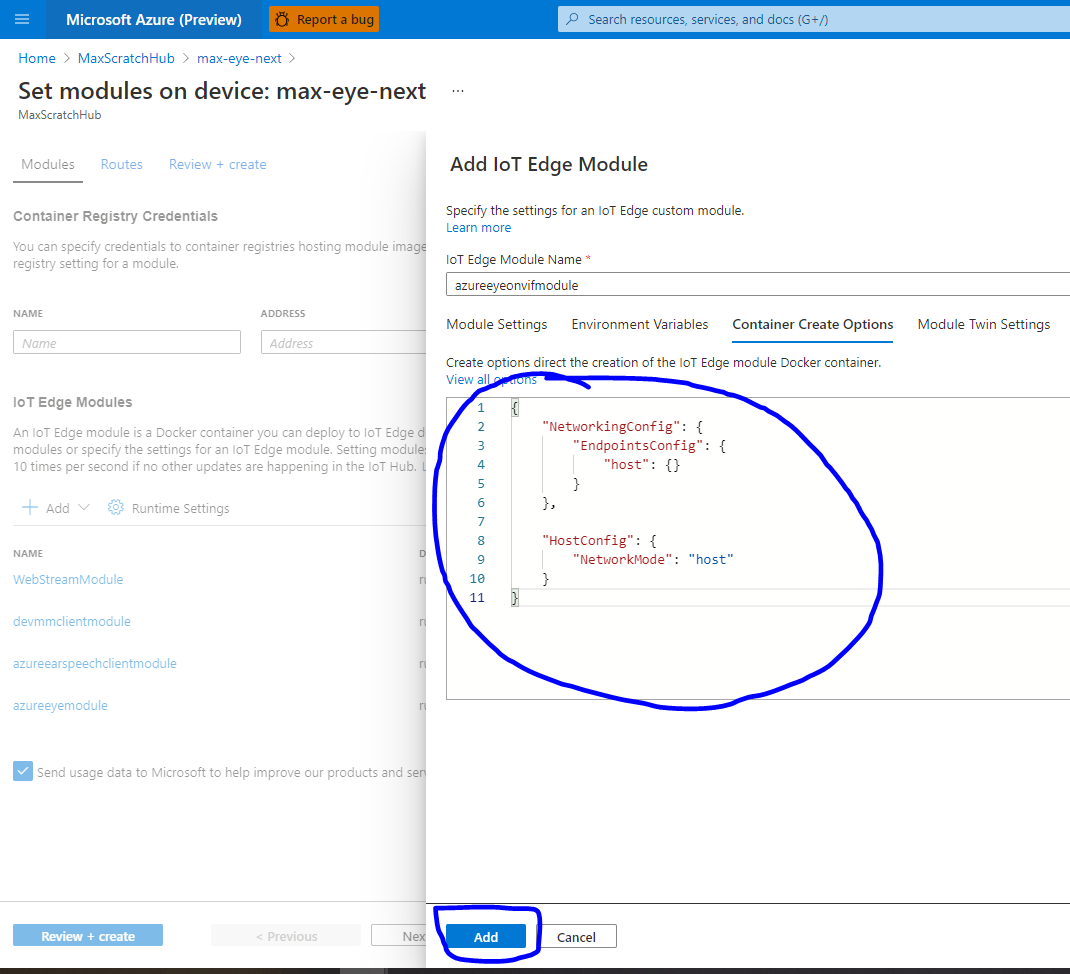 Microsoft Azure (Preview)
Report a bug
Search resources, services, and docs (G+/)
Home > MaxScratchHub > max-eye-next >
Set modules on device: max-eye-next ...
MaxScratchHub
Modules Routes Review + create
Container Registry Credentials
You can specify credentials to container registries hosting module image
registry setting for a module.
NAME ADDRESS
Name Address
IoT Edge Modules
An IoT Edge module is a Docker container you can deploy to IoT Edge d
modules or specify the settings for an IoT Edge module. Setting module
10 times per second if no other updates are happening in the IoT Hub. L
+ Add Runtime Settings
NAME D
WebStreamModule ru
devmmclientmodule ru
azureearspeechclientmodule ru
azureeyemodule ru
Send usage data to Microsoft to help improve our products and serv
Review + create < Previous Nex
Add IoT Edge Module
Specify the settings for an IoT Edge custom module.
Learn more
IoT Edge Module Name *
azureeyeonvifmodule
Module Settings Environment Variables Container Create Options Module Twin Settings
Create options direct the creation of the IoT Edge module Docker container.
View all options
1 {
2 "NetworkingConfig": {
3 "EndpointsConfig": {
4 "host": {}
5 }
6 },
7
8 "HostConfig": {
9 "NetworkMode": "host"
10 }
11 }
Add Cancel